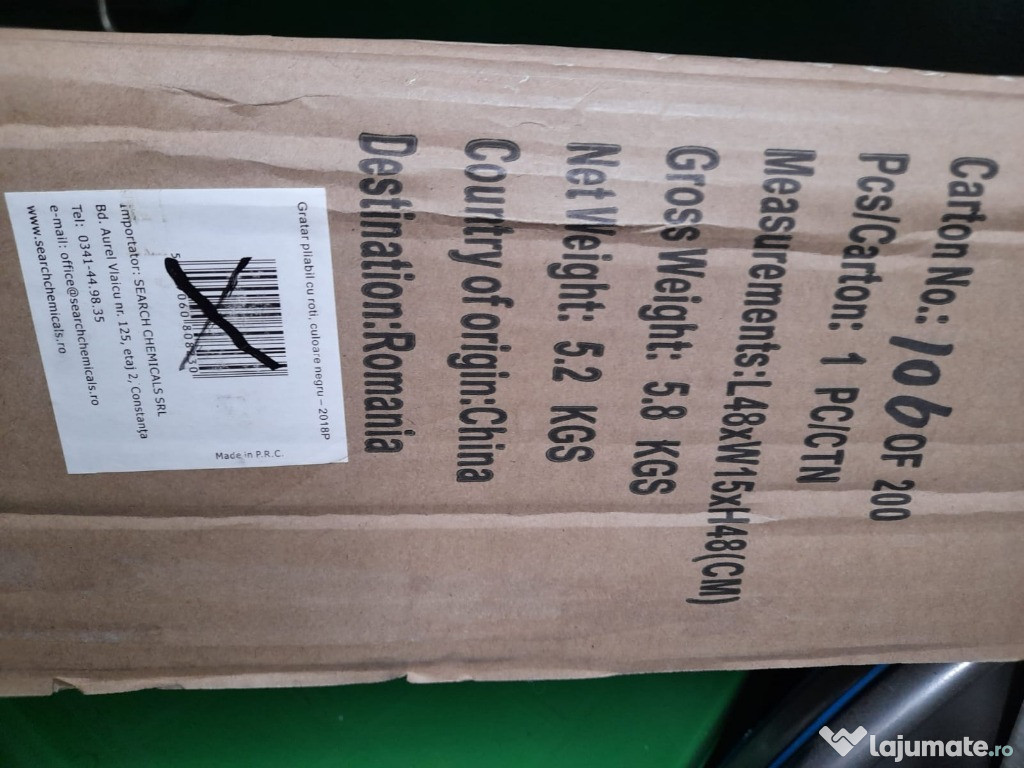 Carton No.: 106 OF 200
Pcs/Carton: 1 PC/CTN
Measurements:L48xW15xH48(CM)
Gross Weight: 5.8 KGS
Net Weight: 5.2 KGS
Country of origin:China
Destination:Romania
Gratar pliabil cu roti, culoare negru – 2018P
Made in P.R.C.
Importator: SEARCH CHEMICALS SRL
Bd. Aurel Vlaicu nr. 125, etaj 2, Constanța
Tel: 0341-44.98.35
e-mail: office@searchchemicals.ro
www.searchchemicals.ro
lajumate.ro